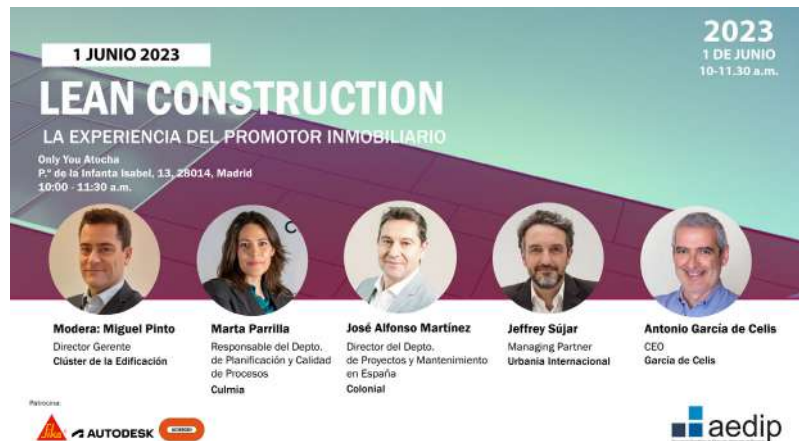 1 JUNIO 2023
2023
1 DE JUNIO
10-11.30 a.m.
LEAN CONSTRUCTION
LA EXPERIENCIA DEL PROMOTOR INMOBILIARIO
Only You Atocha
P.º de la Infanta Isabel, 13, 28014, Madrid
10:00 - 11:30 a.m.
Modera: Miguel Pinto
Director Gerente
Clúster de la Edificación
Marta Parrilla
Responsable del Depto.
de Planificación y Calidad
de Procesos
Culmia
José Alfonso Martínez
Director del Depto.
de Proyectos y Mantenimiento
en España
Colonial
Jeffrey Sújar
Managing Partner
Urbania Internacional
Antonio García de Celis
CEO
García de Celis
Patrocina:
Sika
AUTODESK
aedip